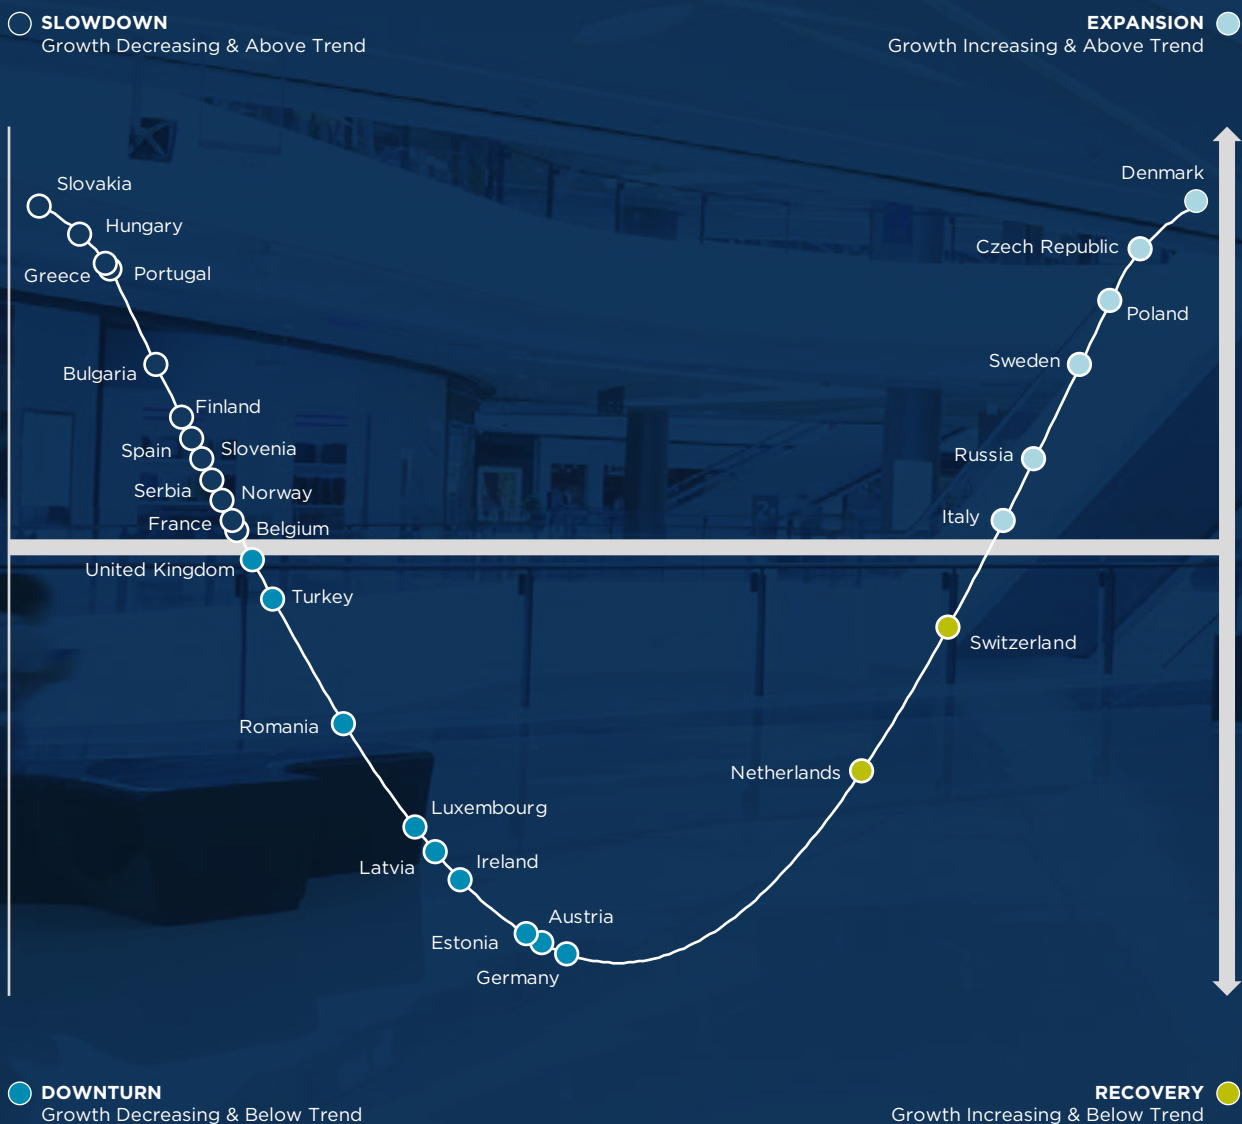 SLOWDOWN
Growth Decreasing & Above Trend
EXPANSION
Growth Increasing & Above Trend
Denmark
Slovakia
Hungary
Czech Republic
Greece
Portugal
Poland
Sweden
Bulgaria
Finland
Spain
Slovenia
Russia
Serbia
Norway
Italy
France
Belgium
United Kingdom
Turkey
Switzerland
Romania
Netherlands
Luxembourg
Latvia
Ireland
Austria
Estonia
Germany
DOWNTURN
Growth Decreasing & Below Trend
RECOVERY
Growth Increasing & Below Trend